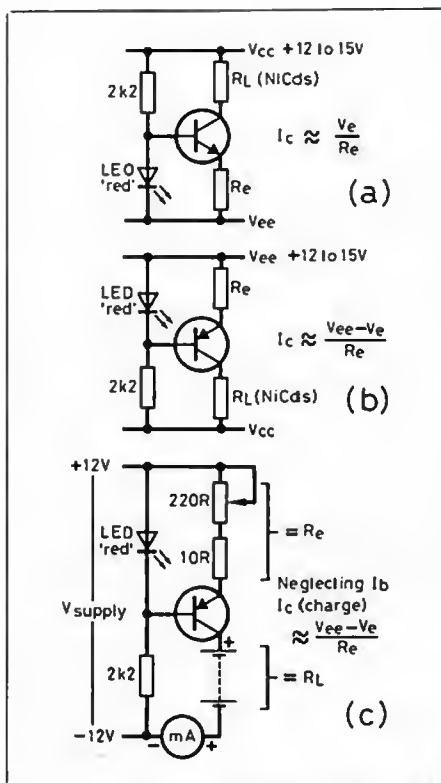 Vcc +12 to 15V
2k2
RL (NiCds)
Ic ≈ Ve
Re
LEO
'red'
Re
(a)
Vee
Vee +12 to 15V
LED
'red'
Re
Ic ≈ Vee–Ve
Re
2k2
RL (NiCds)
(b)
Vcc
+12V
220R
LED
'red'
= Re
10R
Neglecting Ib
Ic (charge)
≈ Vee–Ve
Re
Vsupply
+
2k2
= RL
−12V
–
mA
+
(c)